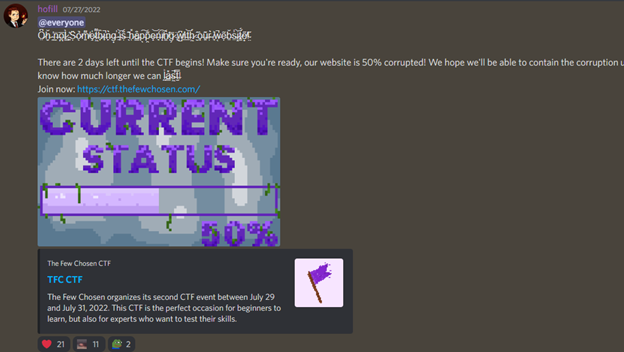 hofill 07/27/2022
@everyone
Oh no! Something is happening with our website!
There are 2 days left until the CTF begins! Make sure you're ready, our website is 50% corrupted! We hope we'll be able to contain the corruption
know how much longer we can last!
Join now: https://ctf.thefewchosen.com/
CURRENT
STATUS
50%
The Few Chosen CTF
TFC CTF
The Few Chosen organizes its second CTF event between July 29
and July 31, 2022. This CTF is the perfect occasion for beginners to
learn, but also for experts who want to test their skills.
21 11 2